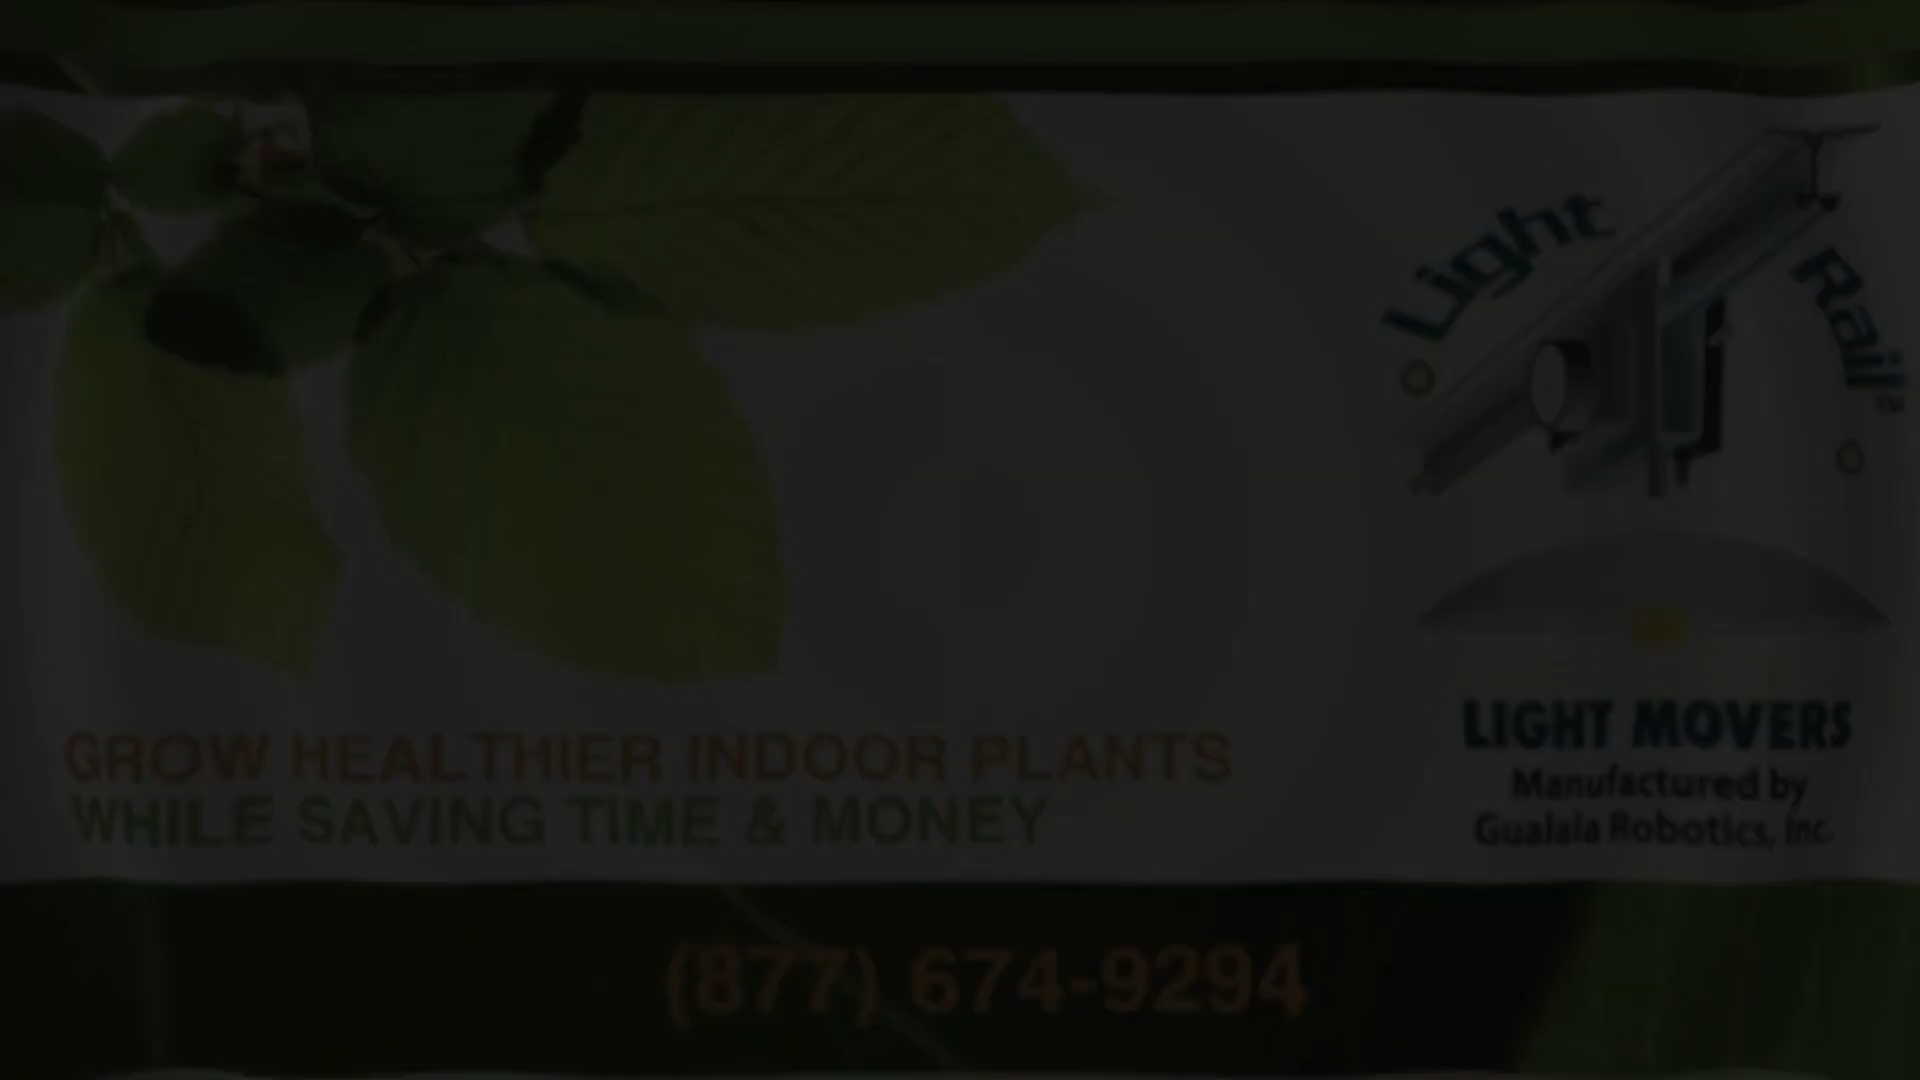 Light Rail™
GROW HEALTHIER INDOOR PLANTS
WHILE SAVING TIME & MONEY
LIGHT MOVERS
Manufactured by
Gualala Robotics, Inc.
(877) 674-9294